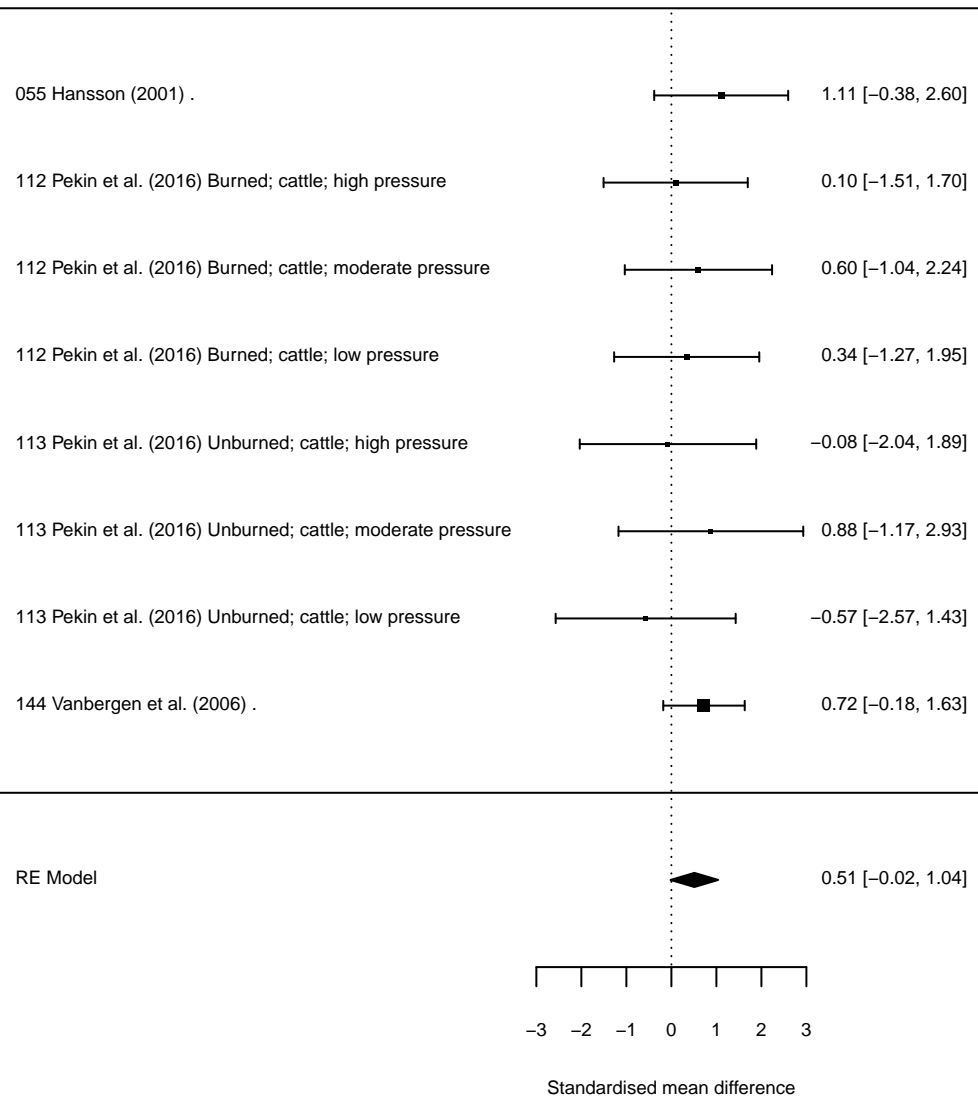 055 Hansson (2001) . 1.11 [−0.38, 2.60]
112 Pekin et al. (2016) Burned; cattle; high pressure 0.10 [−1.51, 1.70]
112 Pekin et al. (2016) Burned; cattle; moderate pressure 0.60 [−1.04, 2.24]
112 Pekin et al. (2016) Burned; cattle; low pressure 0.34 [−1.27, 1.95]
113 Pekin et al. (2016) Unburned; cattle; high pressure −0.08 [−2.04, 1.89]
113 Pekin et al. (2016) Unburned; cattle; moderate pressure 0.88 [−1.17, 2.93]
113 Pekin et al. (2016) Unburned; cattle; low pressure −0.57 [−2.57, 1.43]
144 Vanbergen et al. (2006) . 0.72 [−0.18, 1.63]
RE Model 0.51 [−0.02, 1.04]
−3 −2 −1 0 1 2 3
Standardised mean difference